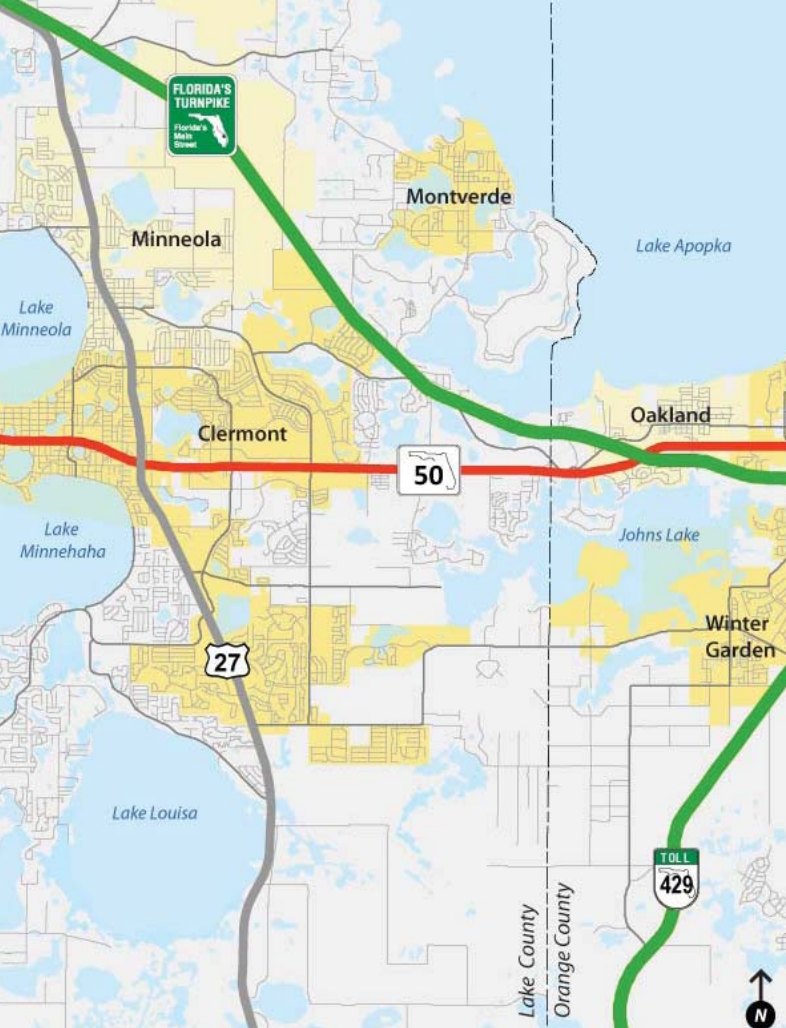 FLORIDA'S
TURNPIKE
Florida's
Main
Street
Montverde
Minneola
Lake Apopka
Lake
Minneola
Oakland
Clermont
50
Lake
Minnehaha
Johns Lake
Winter
Garden
27
Lake Louisa
TOLL
429
Lake County
Orange County
N